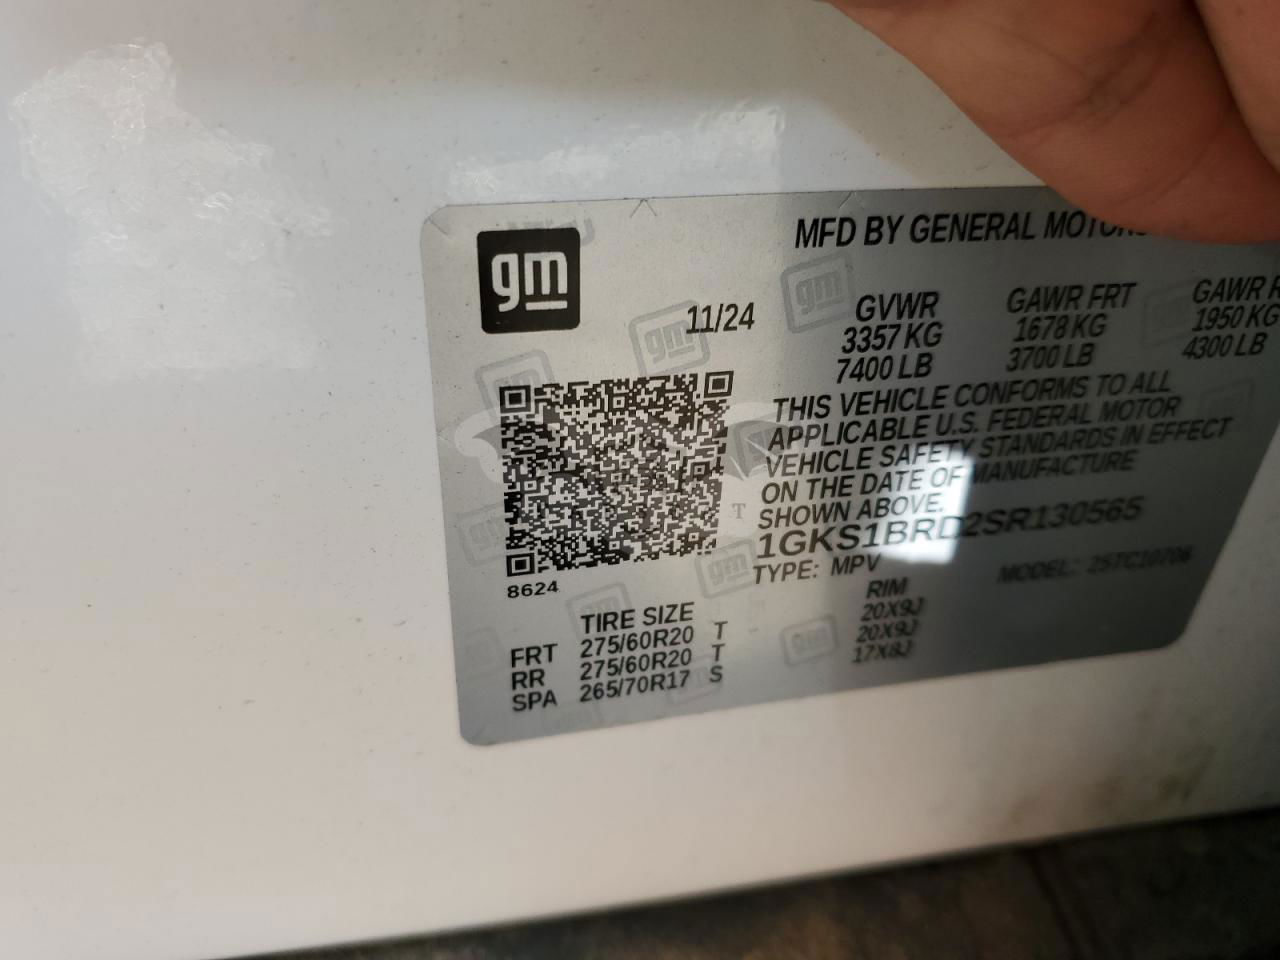 gm
MFD BY GENERAL MOTORS
11/24
GVWR GAWR FRT GAWR R
3357 KG 1678 KG 1950 KG
7400 LB 3700 LB 4300 LB
THIS VEHICLE CONFORMS TO ALL
APPLICABLE U.S. FEDERAL MOTOR
VEHICLE SAFETY STANDARDS IN EFFECT
ON THE DATE OF MANUFACTURE
SHOWN ABOVE.
1GKS1BRD2SR130565
TYPE: MPV MODEL: 2STC10706
8624
TIRE SIZE RIM
FRT 275/60R20 T 20X9J
RR 275/60R20 T 20X9J
SPA 265/70R17 S 17X8J